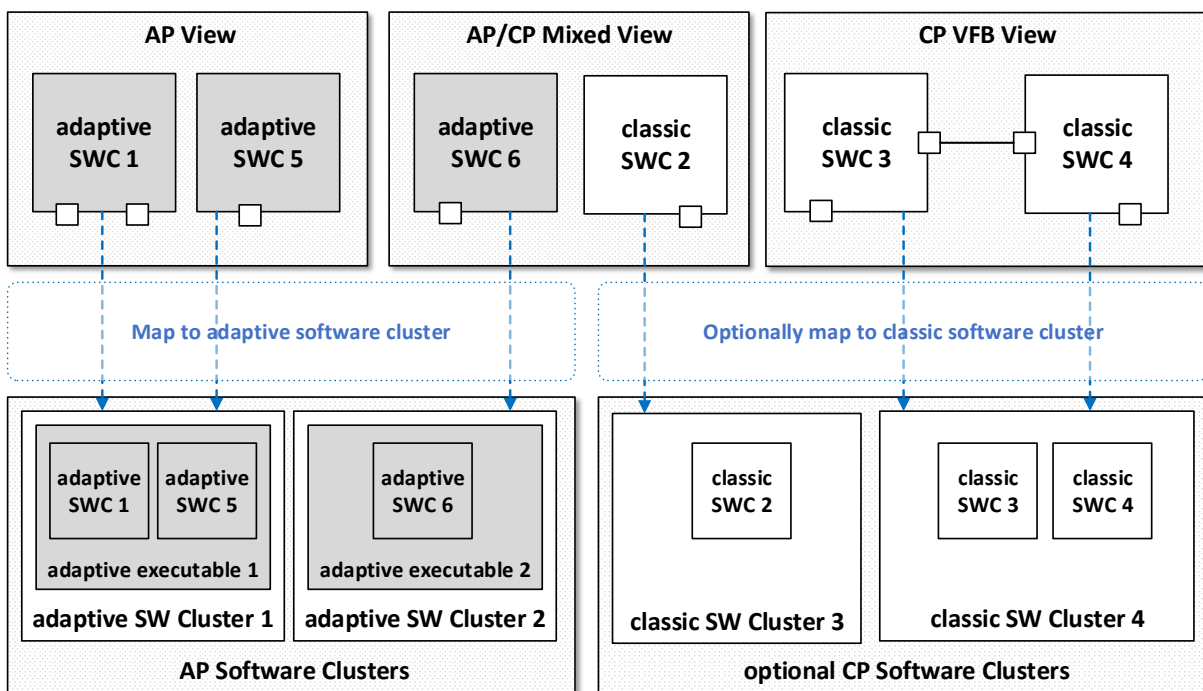 AP View
adaptive
SWC 1
adaptive
SWC 5
AP/CP Mixed View
adaptive
SWC 6
classic
SWC 2
CP VFB View
classic
SWC 3
classic
SWC 4
Map to adaptive software cluster
Optionally map to classic software cluster
adaptive
SWC 1
adaptive
SWC 5
adaptive executable 1
adaptive SW Cluster 1
adaptive
SWC 6
adaptive executable 2
adaptive SW Cluster 2
AP Software Clusters
classic
SWC 2
classic SW Cluster 3
classic
SWC 3
classic
SWC 4
classic SW Cluster 4
optional CP Software Clusters